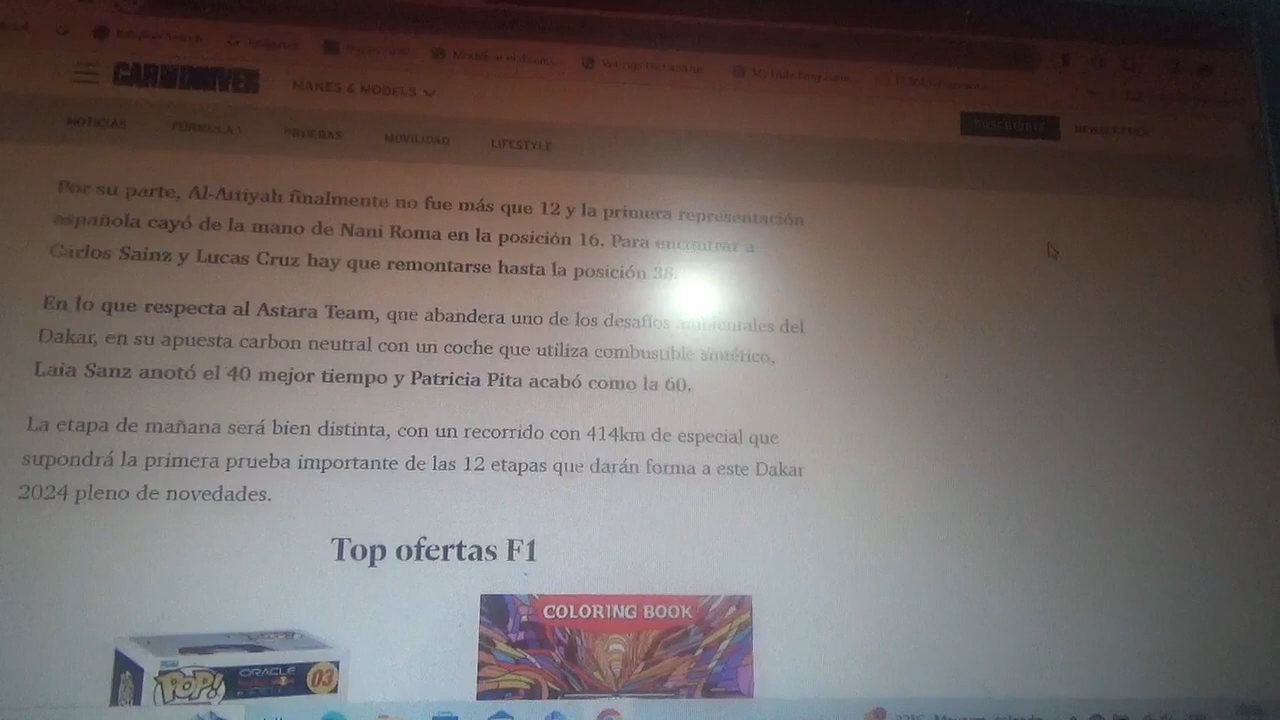 CAR AND DRIVER
MAKES & MODELS
NOTICIAS FÓRMULA 1 PRUEBAS MOVILIDAD LIFESTYLE
SUSCRÍBETE NEWSLETTER
Por su parte, Al-Attiyah finalmente no fue más que 12 y la primera representación
española cayó de la mano de Nani Roma en la posición 16. Para encontrar a
Carlos Sainz y Lucas Cruz hay que remontarse hasta la posición 38.
En lo que respecta al Astara Team, que abandera uno de los desafíos ambientales del
Dakar, en su apuesta carbon neutral con un coche que utiliza combustible sintético,
Laia Sanz anotó el 40 mejor tiempo y Patricia Pita acabó como la 60.
La etapa de mañana será bien distinta, con un recorrido con 414km de especial que
supondrá la primera prueba importante de las 12 etapas que darán forma a este Dakar
2024 pleno de novedades.
Top ofertas F1
COLORING BOOK
POP!
ORACLE
03